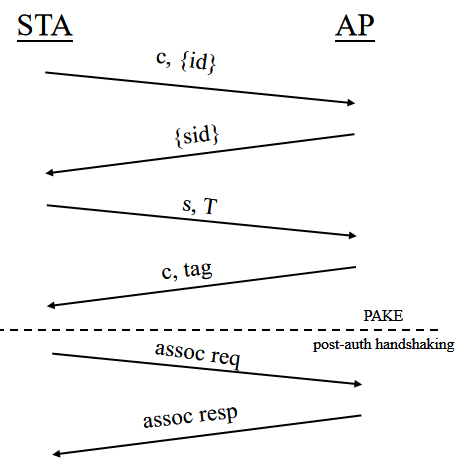 STA
AP
c, {id}
{sid}
s, T
c, tag
PAKE
post-auth handshaking
assoc req
assoc resp